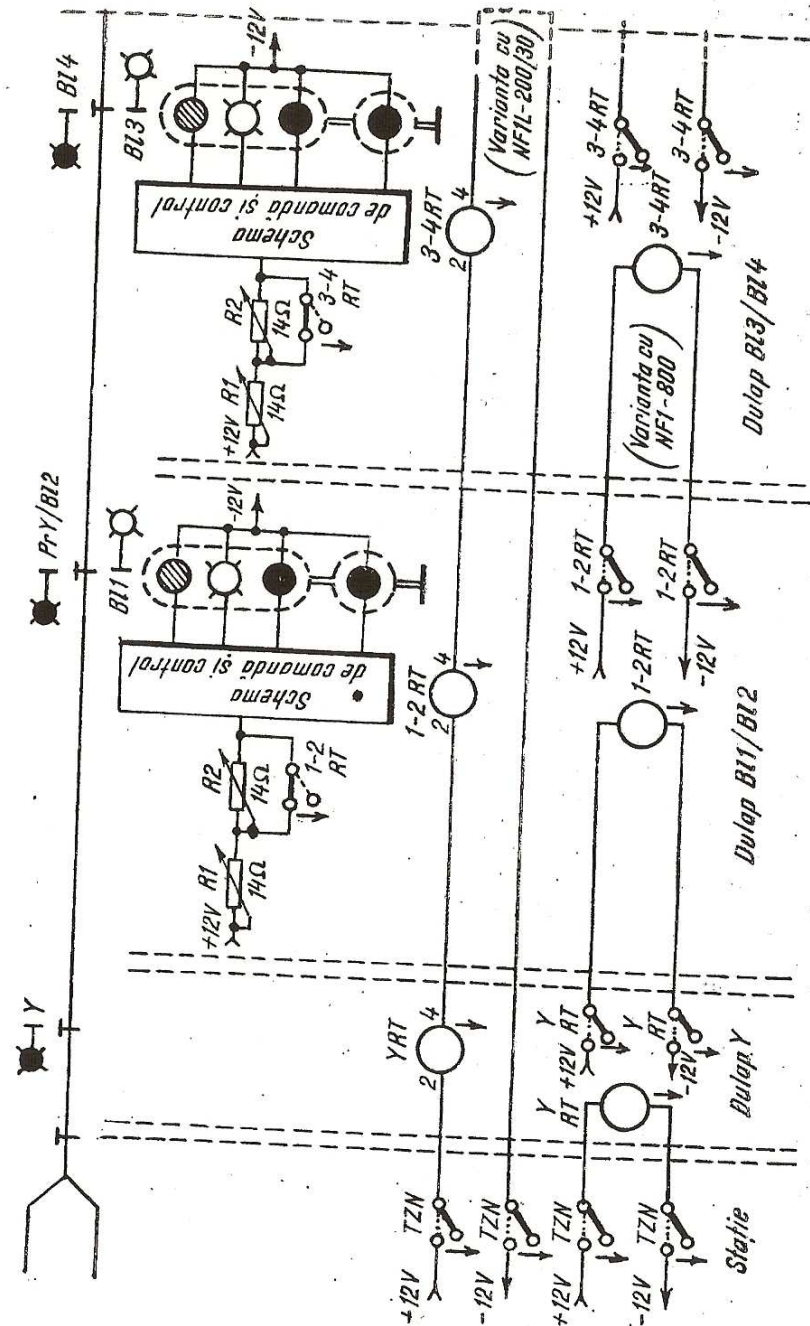 Y
PrY/Bl2
Bl4
Bl1
Bl3
+12V
R1
14Ω
R2
14Ω
1-2
RT
Schema
de comandă și control
-12V
+12V
R1
14Ω
R2
14Ω
3-4
RT
Schema
de comandă și control
-12V
+12V
TZN
2
YRT
4
2
1-2 RT
4
2
3-4RT
4
-12V
TZN
(Varianta cu
NF1L-200/30)
+12V
TZN
Y
RT
+12V
Y
RT
1-2RT
+12V
1-2RT
(Varianta cu
NF1-800)
3-4RT
+12V
3-4RT
-12V
TZN
-12V
Y
RT
-12V
1-2RT
-12V
3-4RT
Stație
Dulap Y
Dulap Bl1/Bl2
Dulap Bl3/Bl4